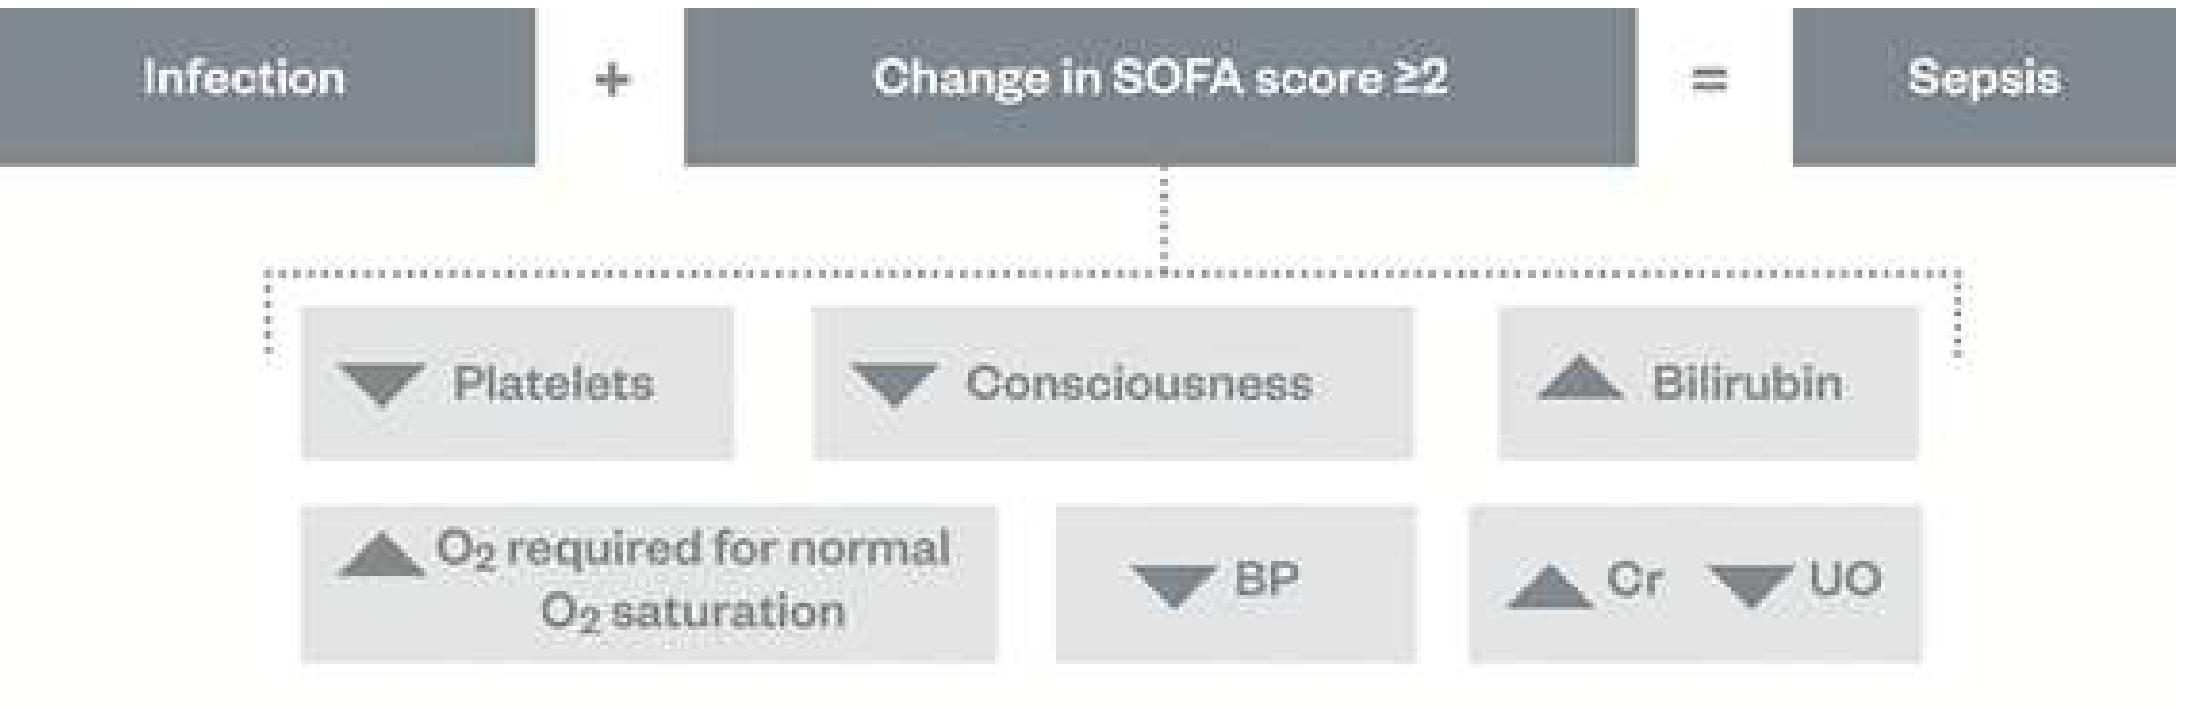 Infection + Change in SOFA score ≥2 = Sepsis
Platelets Consciousness Bilirubin
O₂ required for normal
O₂ saturation
BP Cr UO